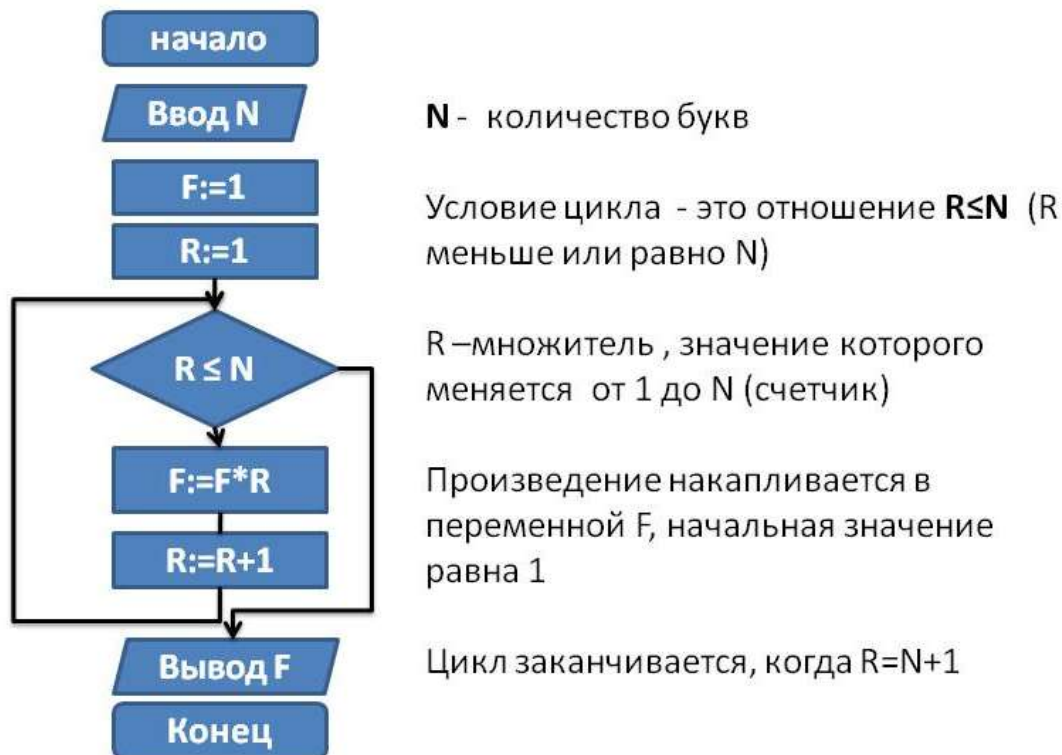 начало
Ввод N
F:=1
R:=1
R ≤ N
F:=F*R
R:=R+1
Вывод F
Конец
N - количество букв
Условие цикла - это отношение R≤N (R
меньше или равно N)
R –множитель , значение которого
меняется от 1 до N (счетчик)
Произведение накапливается в
переменной F, начальная значение
равна 1
Цикл заканчивается, когда R=N+1